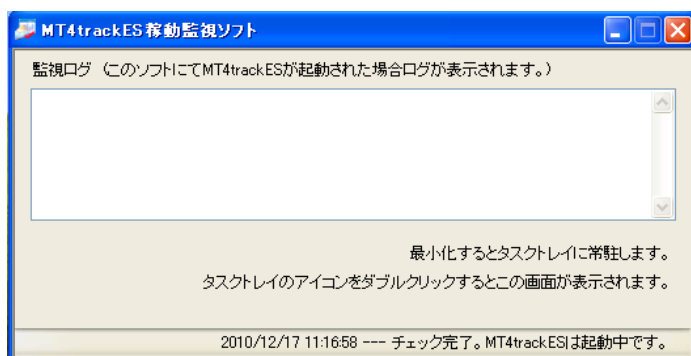 MT4trackES稼動監視ソフト
監視ログ (このソフトにてMT4trackESが起動された場合ログが表示されます。)
最小化するとタスクトレイに常駐します。
タスクトレイのアイコンをダブルクリックするとこの画面が表示されます。
2010/12/17 11:16:58 --- チェック完了。MT4trackESは起動中です。